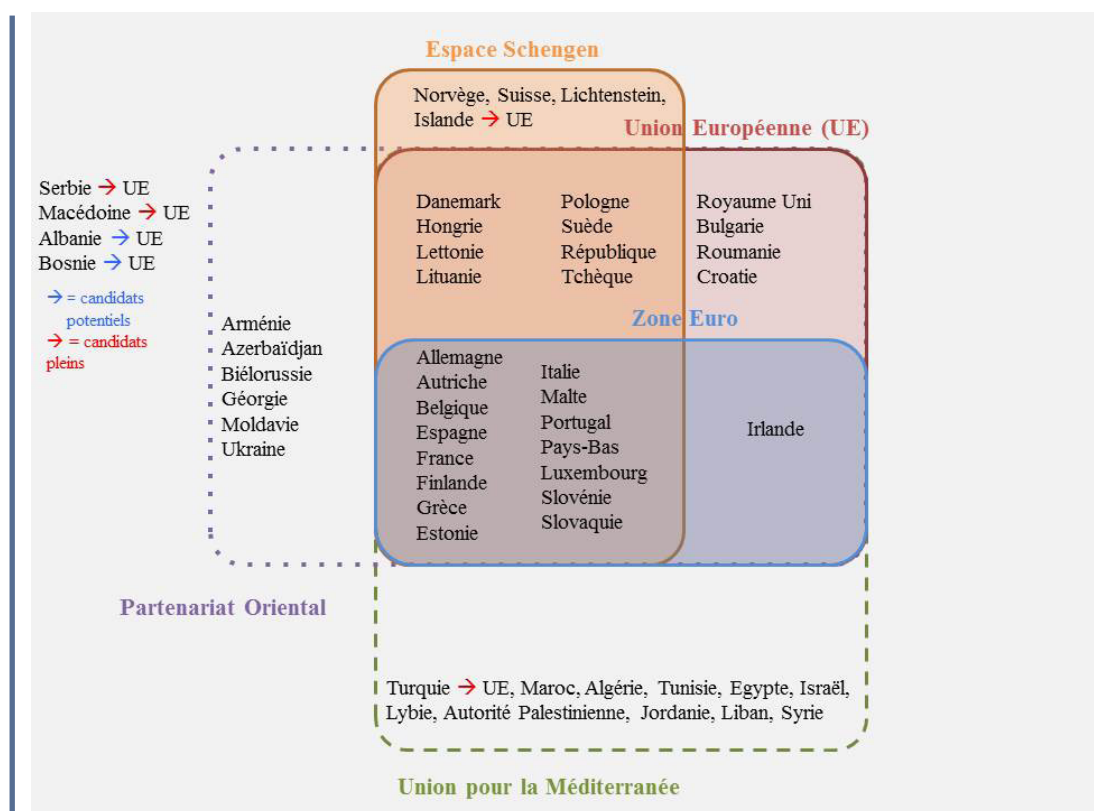 Espace Schengen
Norvège, Suisse, Lichtenstein,
Islande → UE
Union Européenne (UE)
Serbie → UE
Macédoine → UE
Albanie → UE
Bosnie → UE
→ = candidats
potentiels
→ = candidats
pleins
Danemark
Hongrie
Lettonie
Lituanie
Pologne
Suède
République
Tchèque
Royaume Uni
Bulgarie
Roumanie
Croatie
Zone Euro
Arménie
Azerbaïdjan
Biélorussie
Géorgie
Moldavie
Ukraine
Allemagne
Autriche
Belgique
Espagne
France
Finlande
Grèce
Estonie
Italie
Malte
Portugal
Pays-Bas
Luxembourg
Slovénie
Slovaquie
Irlande
Partenariat Oriental
Turquie → UE, Maroc, Algérie, Tunisie, Egypte, Israël,
Lybie, Autorité Palestinienne, Jordanie, Liban, Syrie
Union pour la Méditerranée